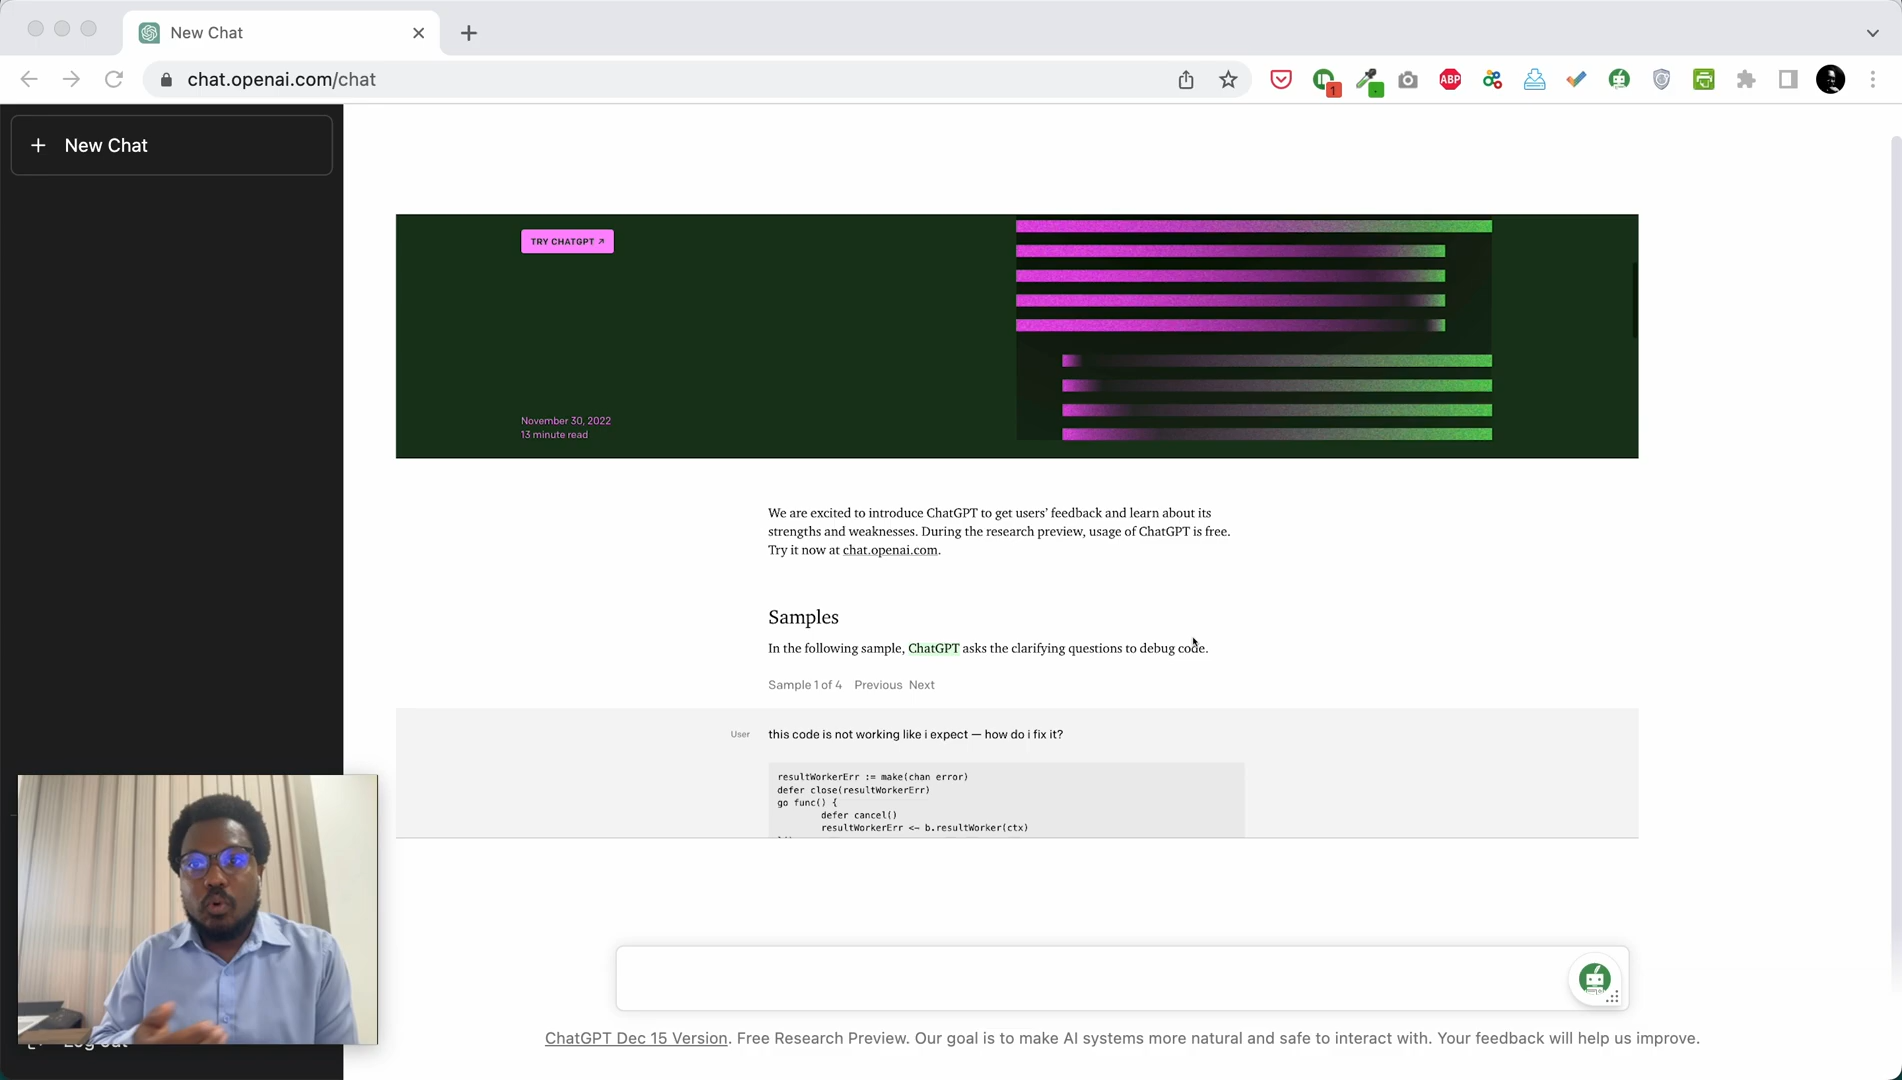 New Chat
chat.openai.com/chat
1
ABP
New Chat
TRY CHATGPT ↗
November 30, 2022
13 minute read
We are excited to introduce ChatGPT to get users' feedback and learn about its
strengths and weaknesses. During the research preview, usage of ChatGPT is free.
Try it now at chat.openai.com.
Samples
In the following sample, ChatGPT asks the clarifying questions to debug code.
Sample 1 of 4 Previous Next
User this code is not working like i expect — how do i fix it?
resultWorkerErr := make(chan error)
defer close(resultWorkerErr)
go func() {
defer cancel()
resultWorkerErr <- b.resultWorker(ctx)
ChatGPT Dec 15 Version. Free Research Preview. Our goal is to make AI systems more natural and safe to interact with. Your feedback will help us improve.